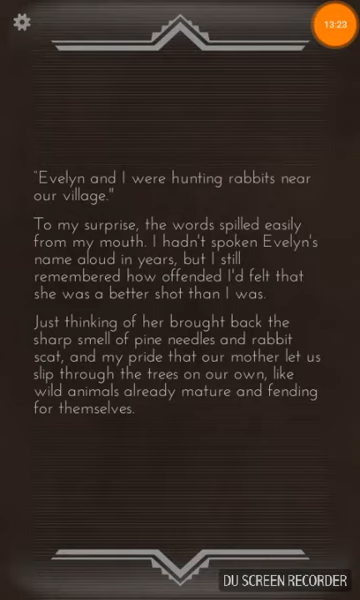 13:23
"Evelyn and I were hunting rabbits near
our village."
To my surprise, the words spilled easily
from my mouth. I hadn't spoken Evelyn's
name aloud in years, but I still
remembered how offended I'd felt that
she was a better shot than I was.
Just thinking of her brought back the
sharp smell of pine needles and rabbit
scat, and my pride that our mother let us
slip through the trees on our own, like
wild animals already mature and fending
for themselves.
DU SCREEN RECORDER